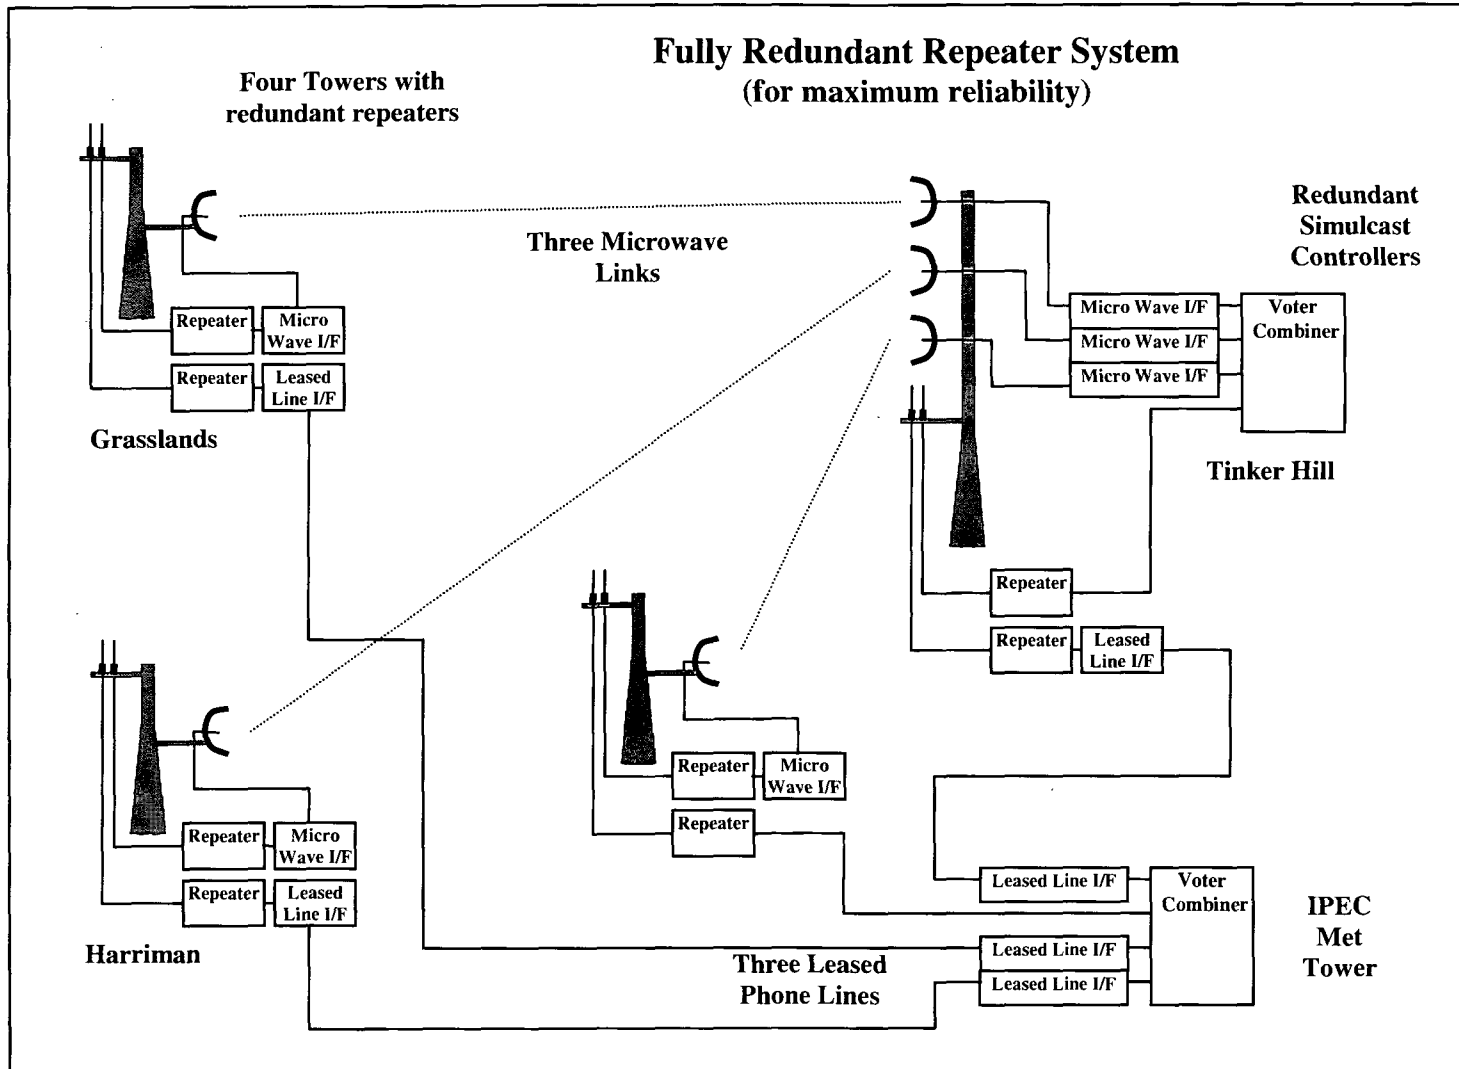 Fully Redundant Repeater System
(for maximum reliability)
Four Towers with
redundant repeaters
Three Microwave
Links
Redundant
Simulcast
Controllers
Repeater
Micro
Wave I/F
Repeater
Leased
Line I/F
Grasslands
Micro Wave I/F
Micro Wave I/F
Micro Wave I/F
Voter
Combiner
Tinker Hill
Repeater
Repeater
Leased
Line I/F
Repeater
Micro
Wave I/F
Repeater
Repeater
Micro
Wave I/F
Repeater
Leased
Line I/F
Harriman
Leased Line I/F
Leased Line I/F
Leased Line I/F
Voter
Combiner
IPEC
Met
Tower
Three Leased
Phone Lines